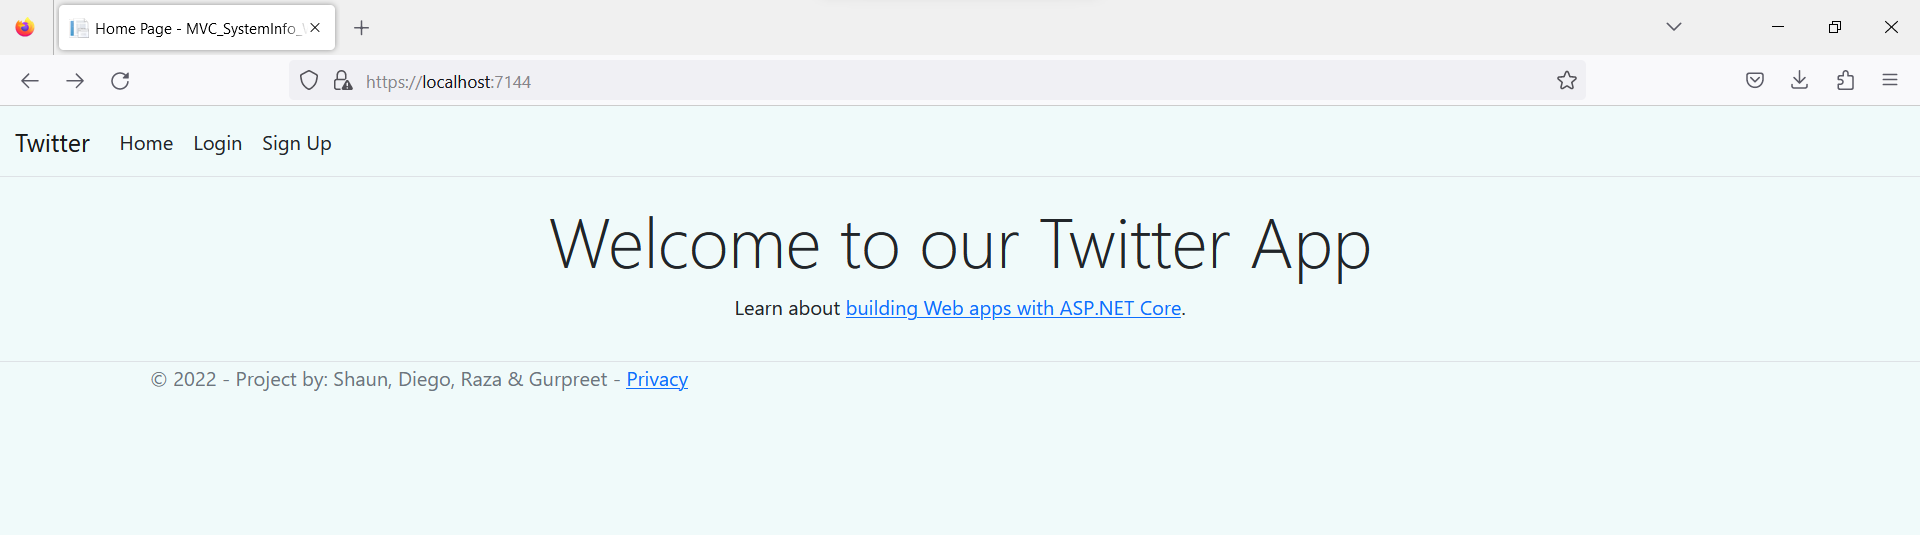 Home Page - MVC_SystemInfo_
https://localhost:7144
Twitter Home Login Sign Up
Welcome to our Twitter App
Learn about building Web apps with ASP.NET Core.
© 2022 - Project by: Shaun, Diego, Raza & Gurpreet - Privacy